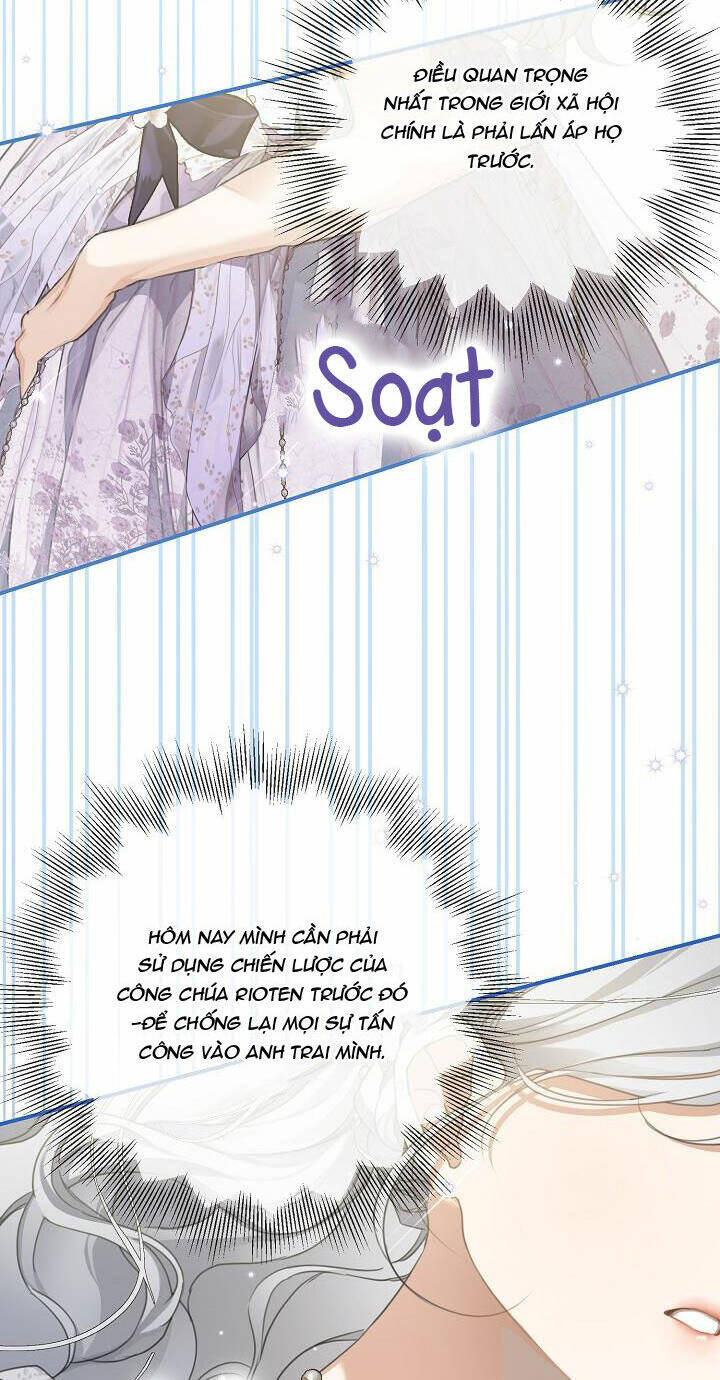 ĐIỀU QUAN TRỌNG
NHẤT TRONG GIỚI XÃ HỘI
CHÍNH LÀ PHẢI LẤN ÁP HỌ
TRƯỚC.
Soạt
HÔM NAY MÌNH CẦN PHẢI
SỬ DỤNG CHIẾN LƯỢC CỦA
CÔNG CHÚA RIOTEN TRƯỚC ĐÓ
-ĐỂ CHỐNG LẠI MỌI SỰ TẤN
CÔNG VÀO ANH TRAI MÌNH.